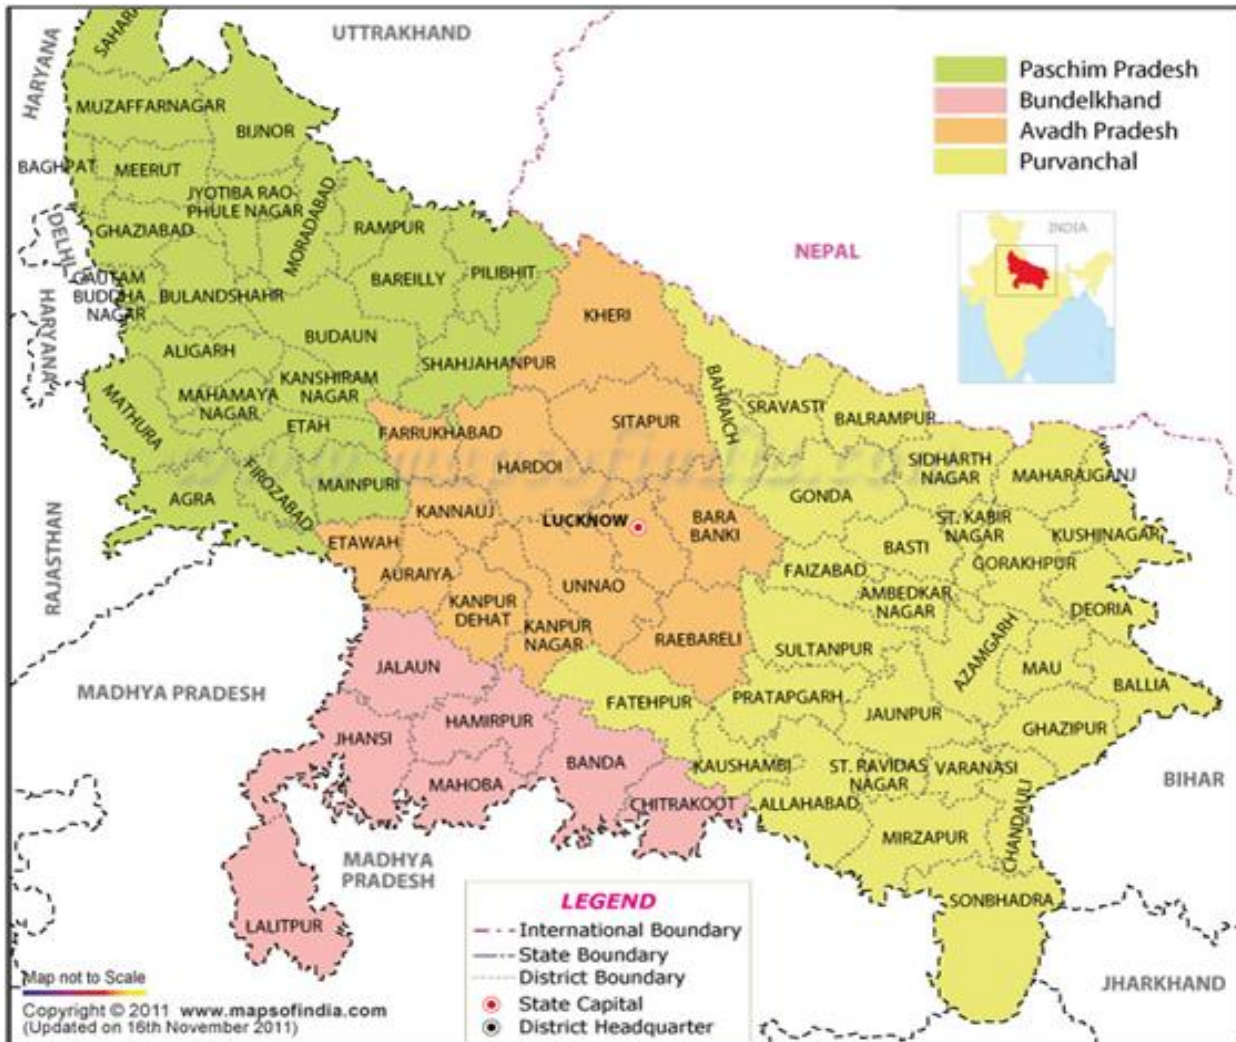 UTTRAKHAND
HARYANA
SAHARA
MUZAFFARNAGAR
BIJNOR
BAGHPAT
MEERUT
JYOTIBA RAO
PHULE NAGAR
MORADABAD
RAMPUR
DELHI
GHAZIABAD
GAUTAM
BUDDHA
NAGAR
BULANDSHAHR
BAREILLY
PILIBHIT
HARYANA
BUDAUN
SHAHJAHANPUR
ALIGARH
MAHAMAYA
NAGAR
KANSHIRAM
NAGAR
MATHURA
ETAH
AGRA
FIROZABAD
MAINPURI
RAJASTHAN
Paschim Pradesh
Bundelkhand
Avadh Pradesh
Purvanchal
INDIA
NEPAL
KHERI
FARRUKHABAD
SITAPUR
HARDOI
KANNAUJ
LUCKNOW
BARA
BANKI
ETAWAH
AURAIYA
UNNAO
KANPUR
DEHAT
KANPUR
NAGAR
RAEBARELI
BAHRAICH
SRAVASTI
BALRAMPUR
GONDA
SIDHARTH
NAGAR
MAHARAJGANJ
BASTI
ST. KABIR
NAGAR
KUSHINAGAR
GORAKHPUR
FAIZABAD
AMBEDKAR
NAGAR
DEORIA
SULTANPUR
AZAMGARH
MAU
BALLIA
FATEHPUR
PRATAPGARH
JAUNPUR
GHAZIPUR
KAUSHAMBI
ST. RAVIDAS
NAGAR
VARANASI
ALLAHABAD
MIRZAPUR
CHANDAULI
SONBHADRA
BIHAR
JHARKHAND
MADHYA PRADESH
JALAUN
HAMIRPUR
JHANSI
MAHOBA
BANDA
CHITRAKOOT
LALITPUR
MADHYA
PRADESH
LEGEND
International Boundary
State Boundary
District Boundary
State Capital
District Headquarter
Map not to Scale
Copyright © 2011 www.mapsofindia.com
(Updated on 16th November 2011)